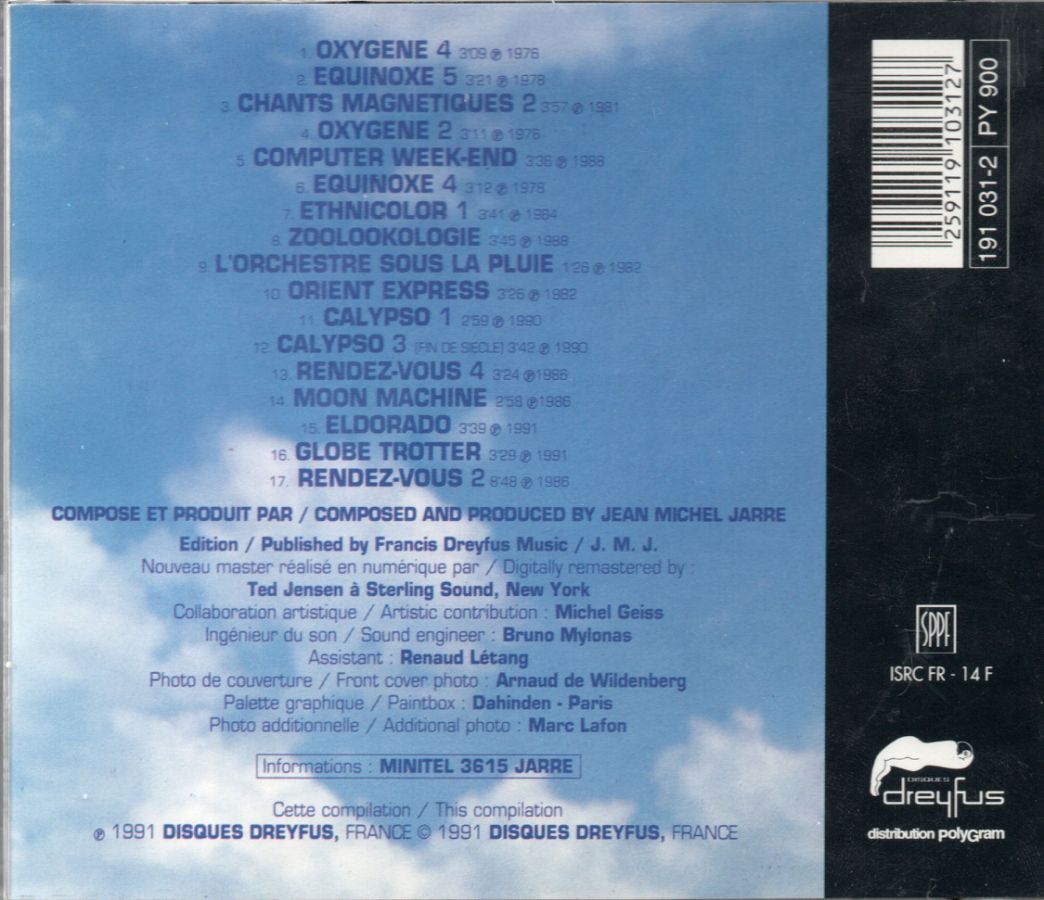 1. OXYGENE 4 3'09 ℗ 1976
2. EQUINOXE 5 3'21 ℗ 1978
3. CHANTS MAGNETIQUES 2 3'57 ℗ 1981
4. OXYGENE 2 3'11 ℗ 1976
5. COMPUTER WEEK-END 3'36 ℗ 1988
6. EQUINOXE 4 3'12 ℗ 1978
7. ETHNICOLOR 1 3'41 ℗ 1984
8. ZOOLOOKOLOGIE 3'45 ℗ 1988
9. L'ORCHESTRE SOUS LA PLUIE 1'26 ℗ 1982
10. ORIENT EXPRESS 3'26 ℗ 1982
11. CALYPSO 1 2'59 ℗ 1990
12. CALYPSO 3 (FIN DE SIECLE) 3'42 ℗ 1990
13. RENDEZ-VOUS 4 3'24 ℗ 1986
14. MOON MACHINE 2'58 ℗ 1986
15. ELDORADO 3'39 ℗ 1991
16. GLOBE TROTTER 3'29 ℗ 1991
17. RENDEZ-VOUS 2 8'48 ℗ 1986
COMPOSE ET PRODUIT PAR / COMPOSED AND PRODUCED BY JEAN MICHEL JARRE
Edition / Published by Francis Dreyfus Music / J. M. J.
Nouveau master réalisé en numérique par / Digitally remastered by :
Ted Jensen à Sterling Sound, New York
Collaboration artistique / Artistic contribution : Michel Geiss
Ingénieur du son / Sound engineer : Bruno Mylonas
Assistant : Renaud Létang
Photo de couverture / Front cover photo : Arnaud de Wildenberg
Palette graphique / Paintbox : Dahinden - Paris
Photo additionnelle / Additional photo : Marc Lafon
Informations : MINITEL 3615 JARRE
Cette compilation / This compilation
℗ 1991 DISQUES DREYFUS, FRANCE © 1991 DISQUES DREYFUS, FRANCE
3 259119 103127
191 031-2 PY 900
SPPF
ISRC FR - 14 F
DISQUES
dreyfus
distribution PolyGram